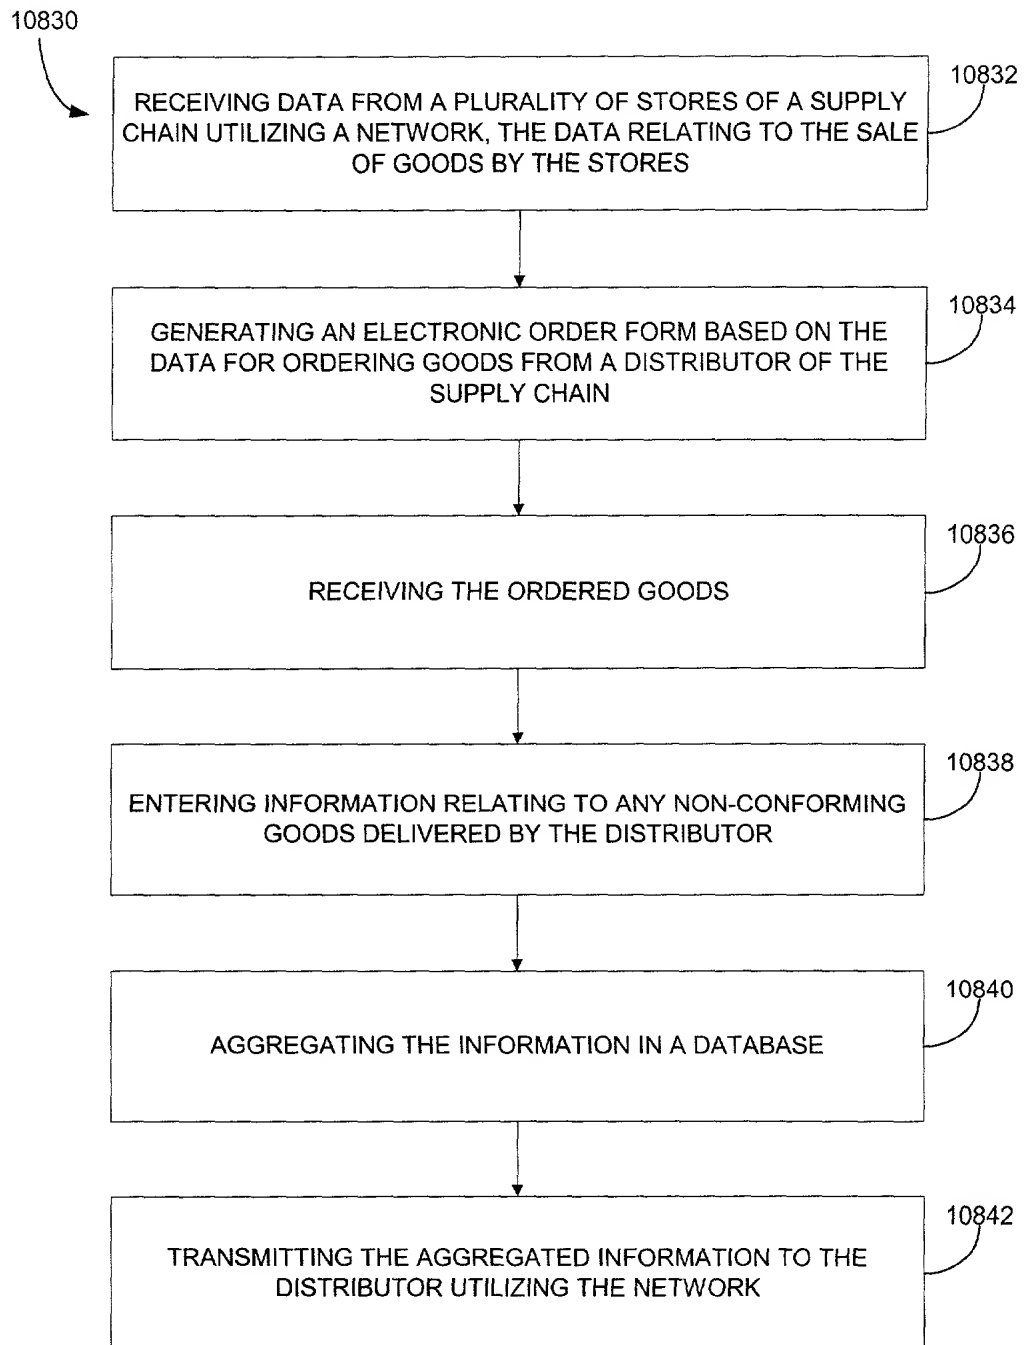 10830
10832
RECEIVING DATA FROM A PLURALITY OF STORES OF A SUPPLY
CHAIN UTILIZING A NETWORK, THE DATA RELATING TO THE SALE
OF GOODS BY THE STORES
10834
GENERATING AN ELECTRONIC ORDER FORM BASED ON THE
DATA FOR ORDERING GOODS FROM A DISTRIBUTOR OF THE
SUPPLY CHAIN
10836
RECEIVING THE ORDERED GOODS
10838
ENTERING INFORMATION RELATING TO ANY NON-CONFORMING
GOODS DELIVERED BY THE DISTRIBUTOR
10840
AGGREGATING THE INFORMATION IN A DATABASE
10842
TRANSMITTING THE AGGREGATED INFORMATION TO THE
DISTRIBUTOR UTILIZING THE NETWORK